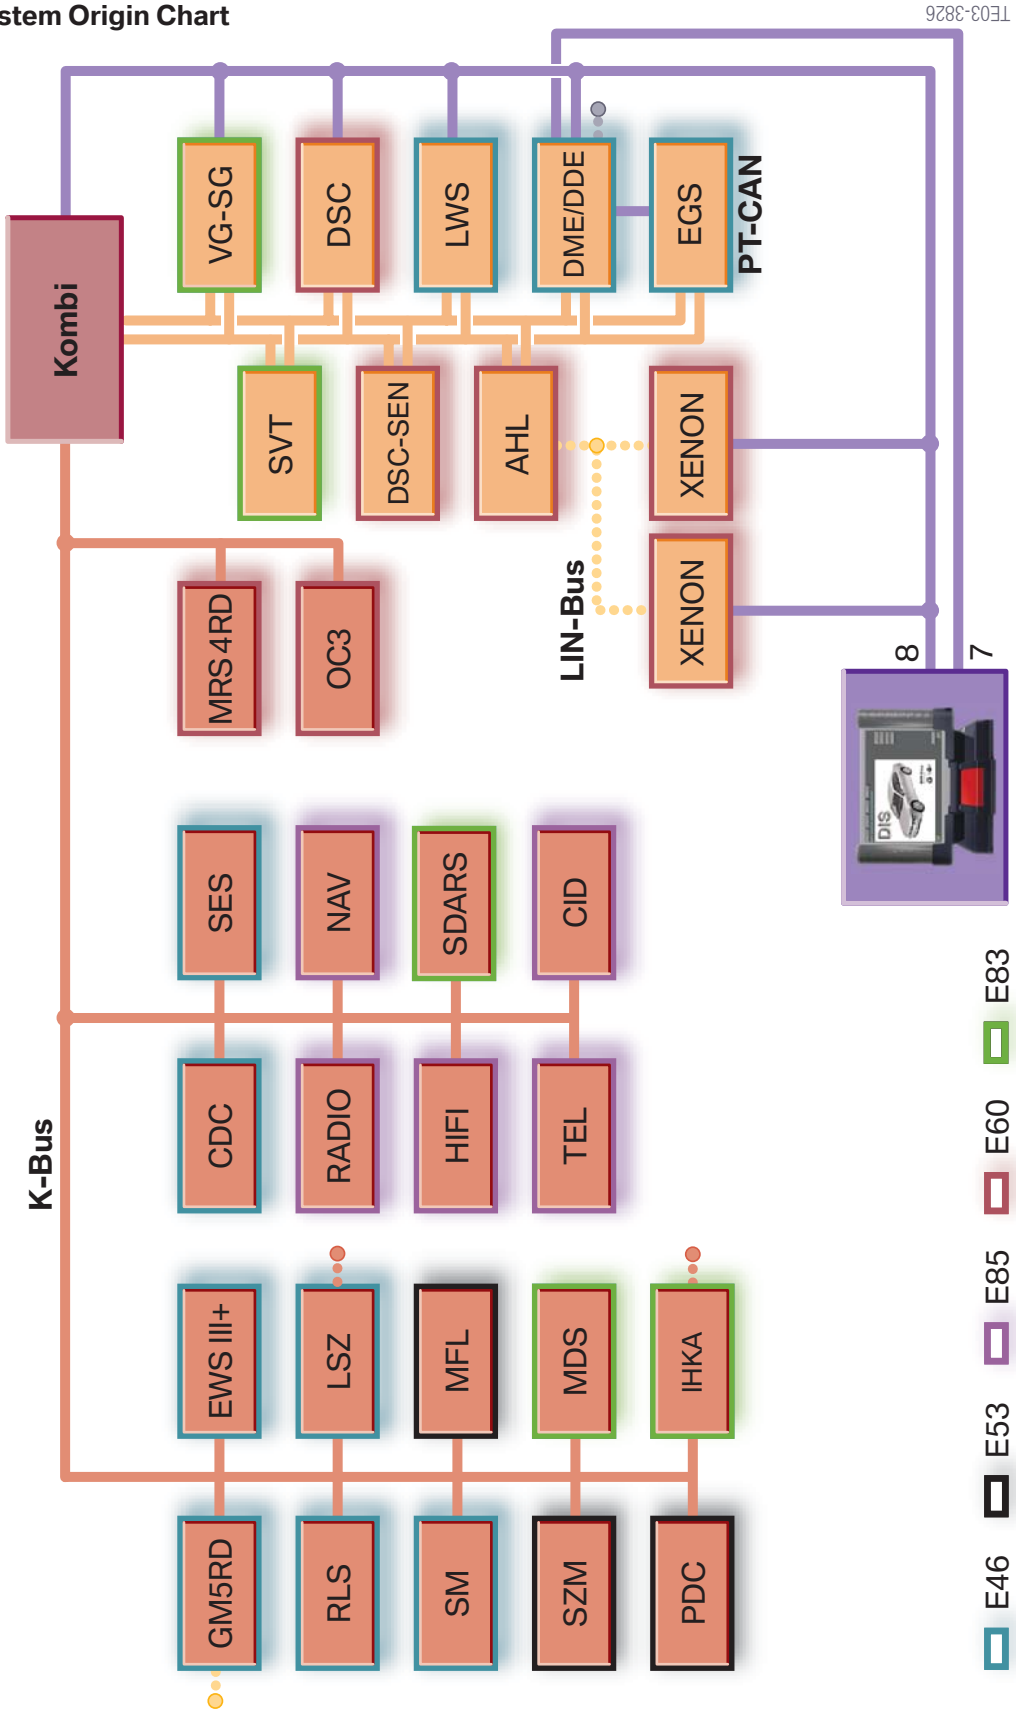 stem Origin Chart
TE03-3826
Kombi
VG-SG
DSC
LWS
DME/DDE
EGS
PT-CAN
SVT
DSC-SEN
AHL
XENON
XENON
LIN-Bus
MRS4RD
OC3
8
7
DIS
SES
NAV
SDARS
CID
K-Bus
CDC
RADIO
HIFI
TEL
EWS III+
LSZ
MFL
MDS
IHKA
GM5RD
RLS
SM
SZM
PDC
E46
E53
E85
E60
E83